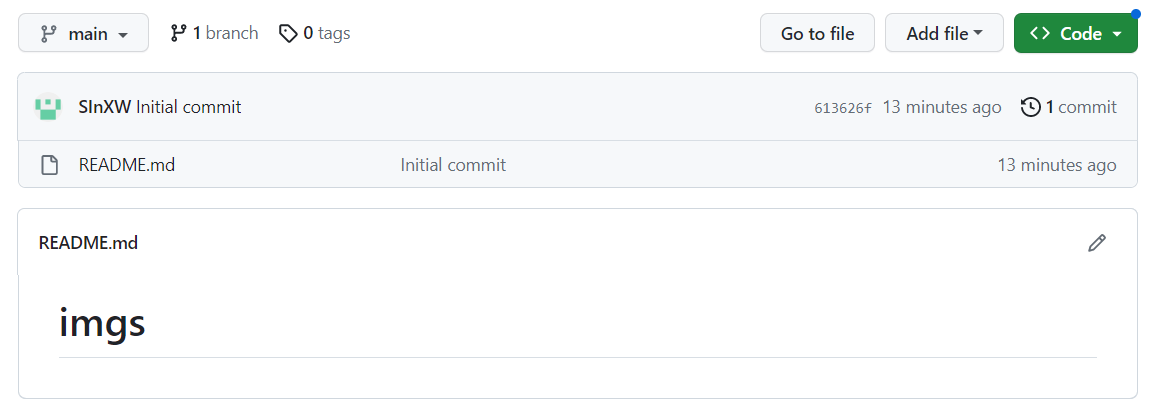 main 1 branch 0 tags Go to file Add file Code
SInXW Initial commit 613626f 13 minutes ago 1 commit
README.md Initial commit 13 minutes ago
README.md
imgs